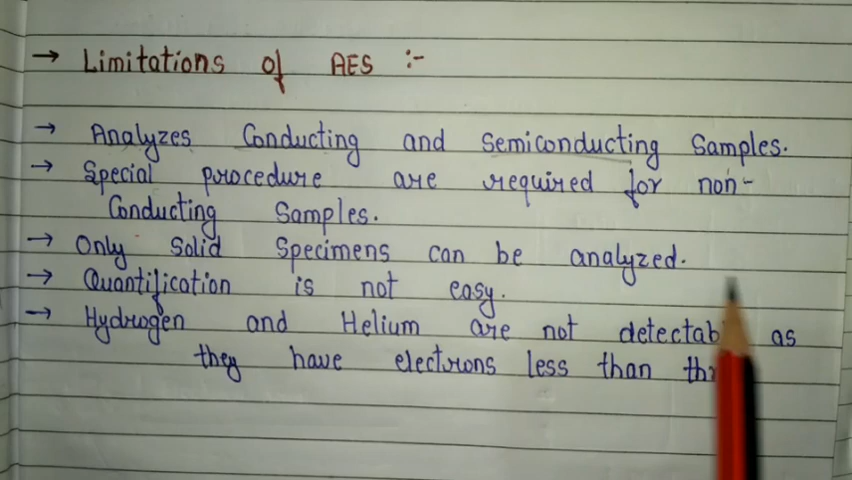 → Limitations of AES :-
→ Analyzes Conducting and Semiconducting Samples.
→ Special procedure are required for non-
Conducting Samples.
→ Only Solid Specimens can be analyzed.
→ Quantification is not easy.
→ Hydrogen and Helium are not detectab as
they have electrons less than